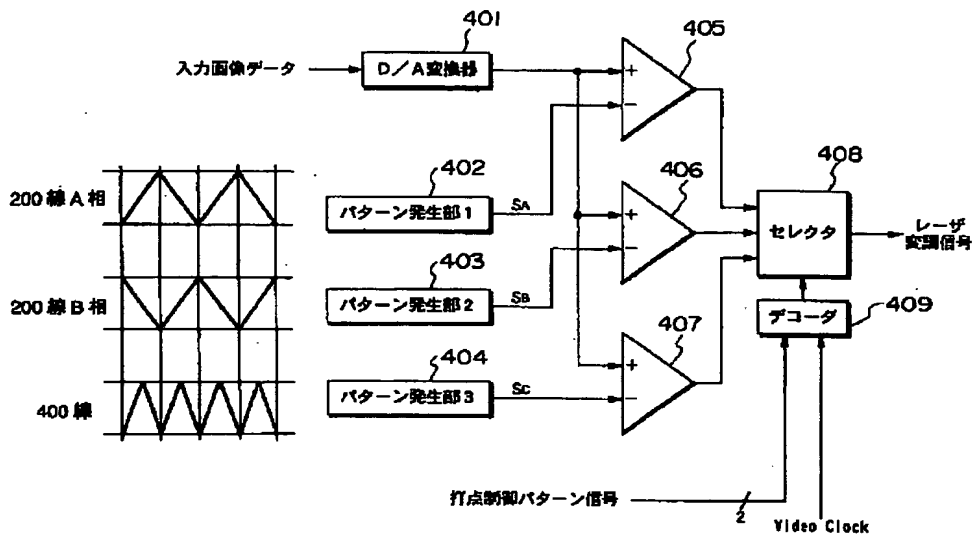 401
405
入力画像データ
D/A変換器
+
−
402
406
408
200線A相
パターン発生部1
SA
+
−
セレクタ
レーザ
変調信号
403
200線B相
パターン発生部2
SB
407
デコーダ
409
404
+
−
400線
パターン発生部3
SC
打点制御パターン信号
2
Video Clock